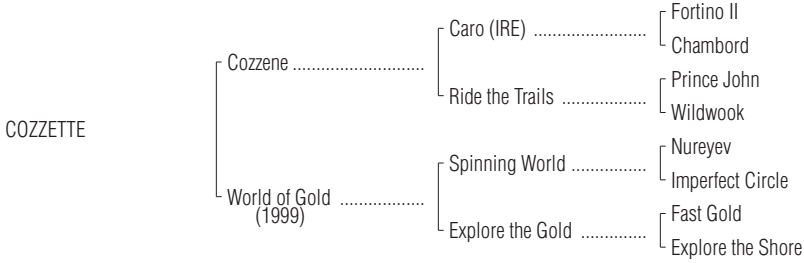 Fortino II
Caro (IRE) ........................
Chambord
Cozzene ............................
Prince John
Ride the Trails ..................
Wildwook
COZZETTE
Nureyev
Spinning World ................
Imperfect Circle
World of Gold ..................
(1999)
Fast Gold
Explore the Gold ..............
Explore the Shore